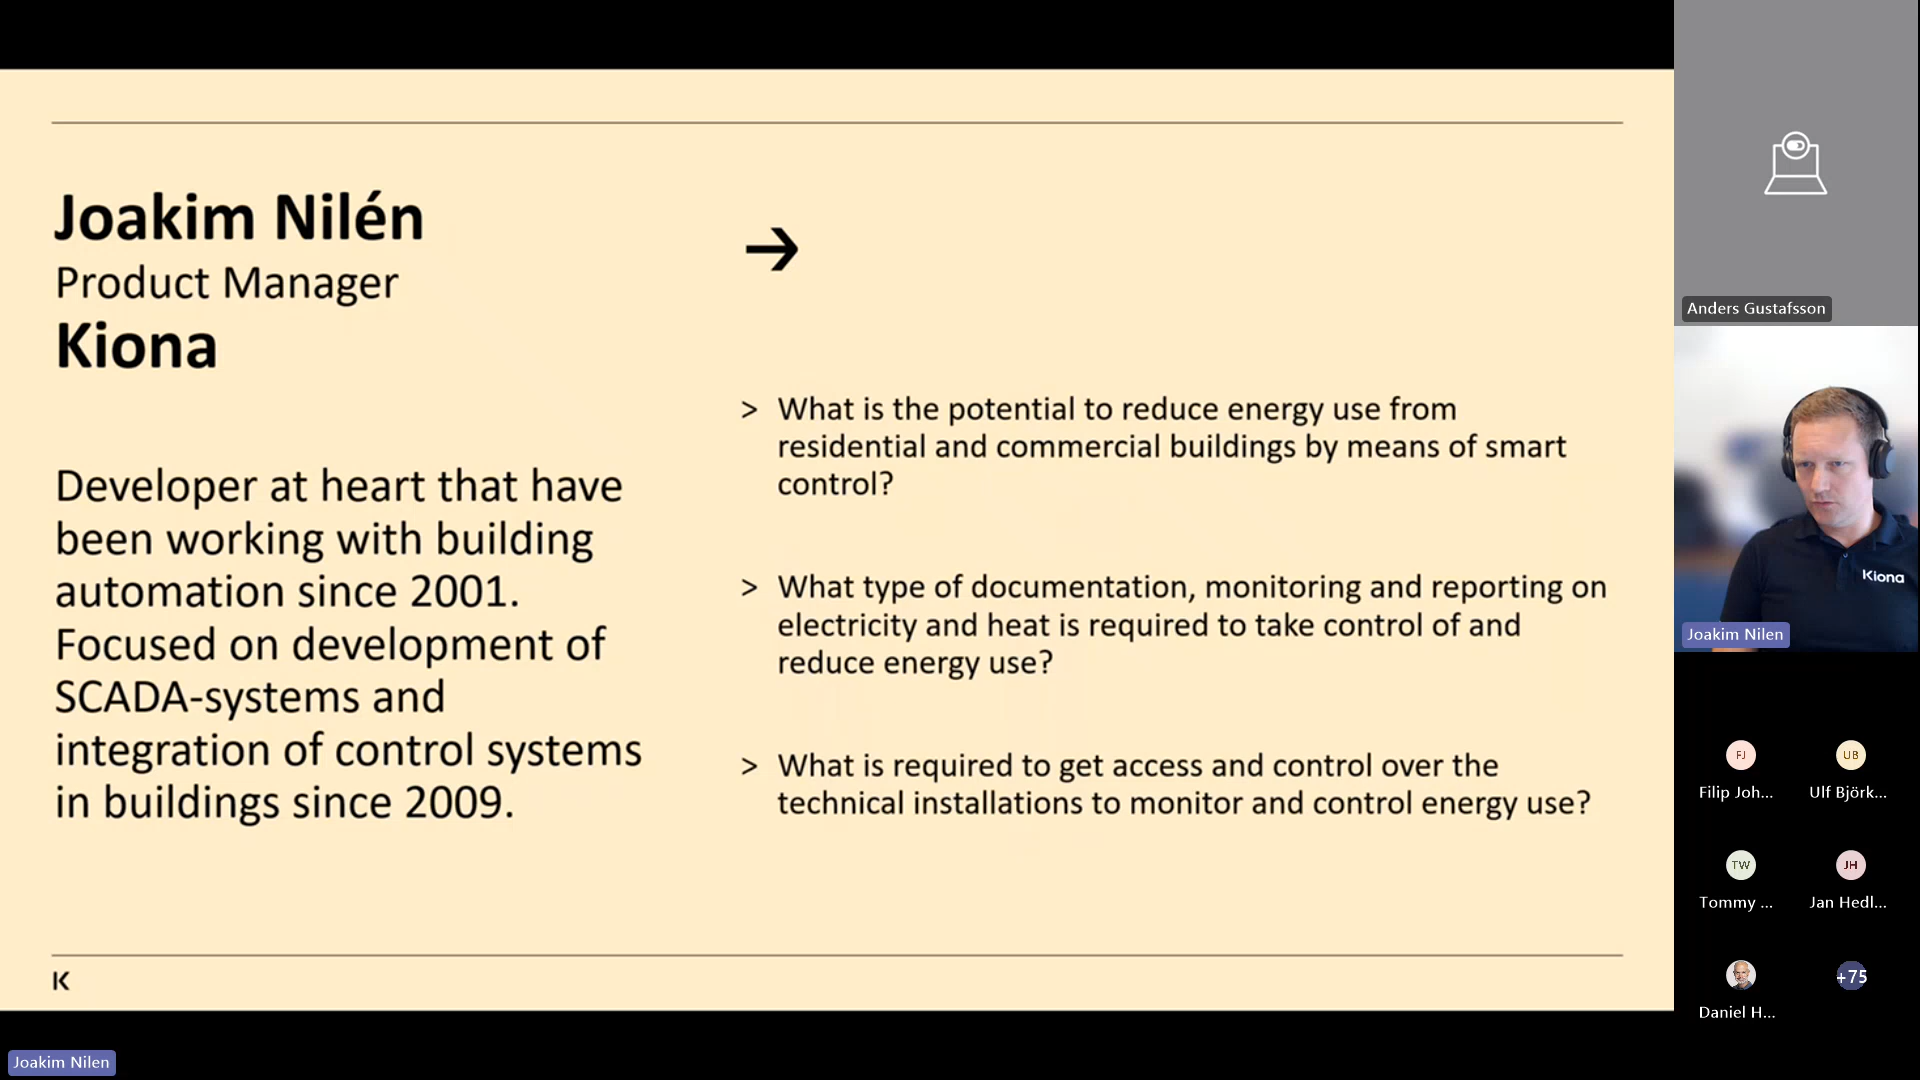 Joakim Nilén
Product Manager
Kiona
Developer at heart that have
been working with building
automation since 2001.
Focused on development of
SCADA-systems and
integration of control systems
in buildings since 2009.
→
> What is the potential to reduce energy use from
residential and commercial buildings by means of smart
control?
> What type of documentation, monitoring and reporting on
electricity and heat is required to take control of and
reduce energy use?
> What is required to get access and control over the
technical installations to monitor and control energy use?
K
Joakim Nilen
Anders Gustafsson
Kiona
Joakim Nilen
FJ
Filip Joh...
UB
Ulf Björk...
TW
Tommy ...
JH
Jan Hedl...
Daniel H...
+75